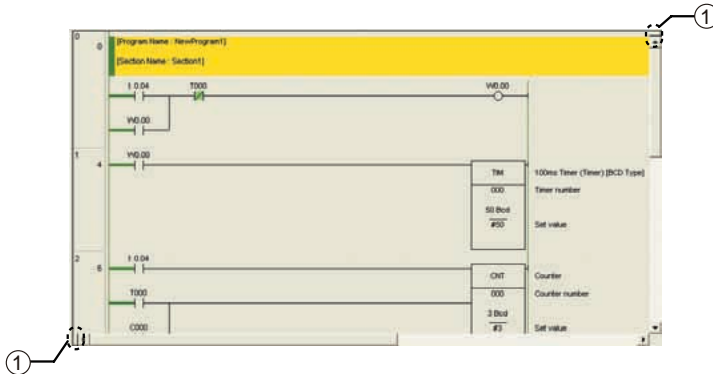 ①
0 0 [Program Name : NewProgram1]
[Section Name : Section1]
I: 0.04 T000 W0.00
W0.00
1 4 W0.00
TIM 100ms Timer (Timer) [BCD Type]
000 Timer number
50 Bcd
#50 Set value
2 6 I: 0.04
CNT Counter
T000 000 Counter number
3 Bcd
C000 #3 Set value
①